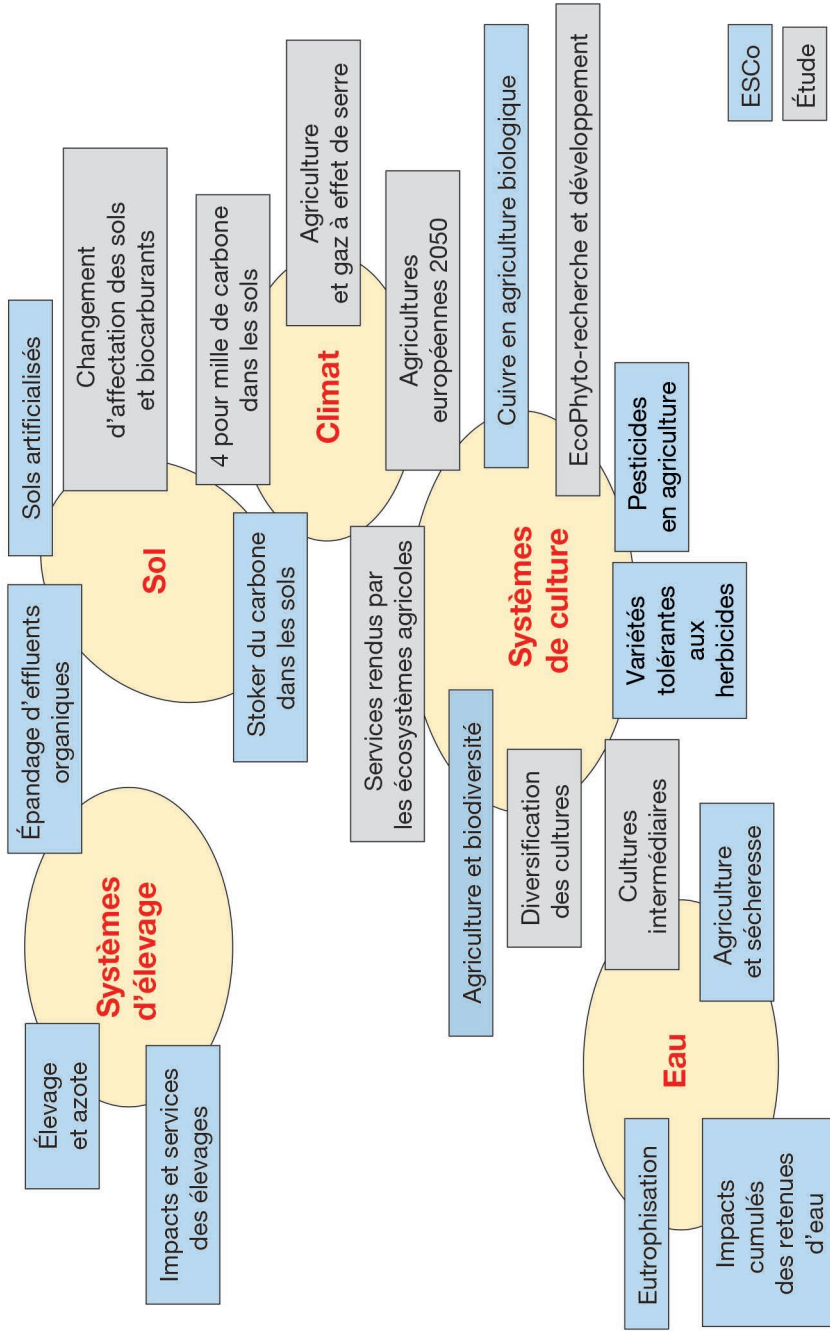 Élevage
et azote
Impacts et services
des élevages
Systèmes
d'élevage
Épandage d'effluents
organiques
Sols artificialisés
Sol
Changement
d'affectation des sols
et biocarburants
Stoker du carbone
dans les sols
4 pour mille de carbone
dans les sols
Climat
Agriculture
et gaz à effet de serre
Agricultures
européennes 2050
Services rendus par
les écosystèmes agricoles
Agriculture et biodiversité
Systèmes
de culture
Cuivre en agriculture biologique
Diversification
des cultures
EcoPhyto-recherche et développement
Cultures
intermédiaires
Variétés
tolérantes
aux
herbicides
Pesticides
en agriculture
Eutrophisation
Eau
Agriculture
et sécheresse
Impacts
cumulés
des retenues
d'eau
ESCo
Étude